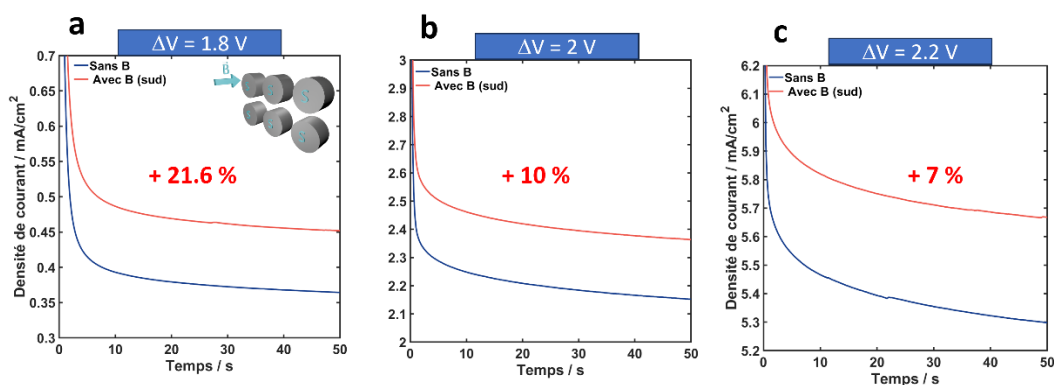 a
ΔV = 1.8 V
Sans B
Avec B (sud)
B
S
+ 21.6 %
Densité de courant / mA/cm²
0.7
0.65
0.6
0.55
0.5
0.45
0.4
0.35
0.3
0 10 20 30 40 50
Temps / s
b
ΔV = 2 V
Sans B
Avec B (sud)
+ 10 %
3
2.9
2.8
2.7
2.6
2.5
2.4
2.3
2.2
2.1
2
0 10 20 30 40 50
Temps / s
c
ΔV = 2.2 V
Sans B
Avec B (sud)
+ 7 %
Densité de courant / mA/cm²
6.2
6.1
6
5.9
5.8
5.7
5.6
5.5
5.4
5.3
5.2
0 10 20 30 40 50
Temps / s